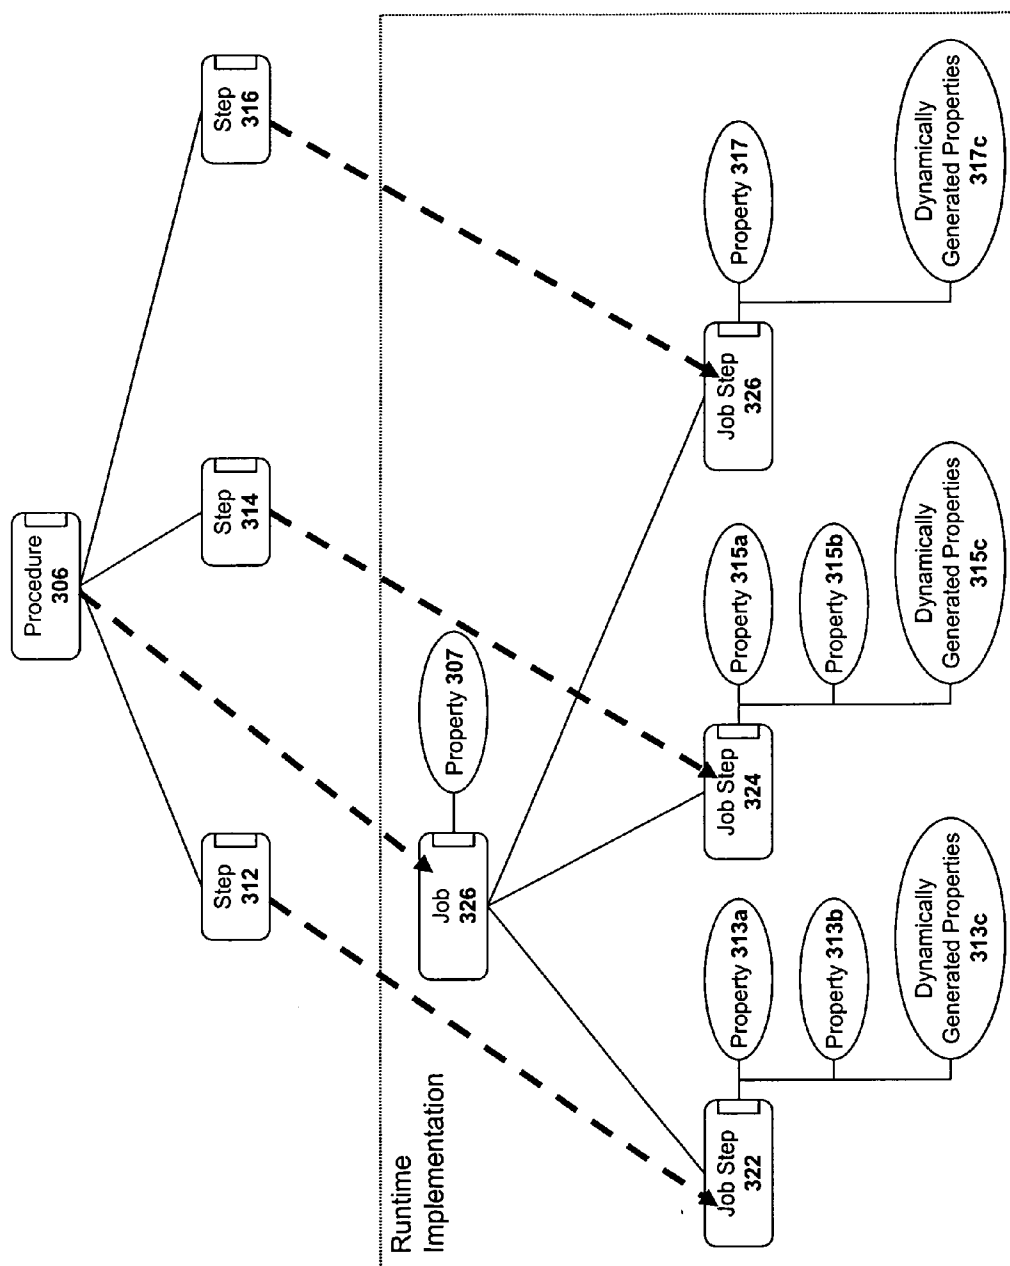 Procedure
306
Step
312
Step
314
Step
316
Runtime
Implementation
Job
326
Property 307
Job Step
322
Property 313a
Property 313b
Dynamically
Generated Properties
313c
Job Step
324
Property 315a
Property 315b
Dynamically
Generated Properties
315c
Job Step
326
Property 317
Dynamically
Generated Properties
317c